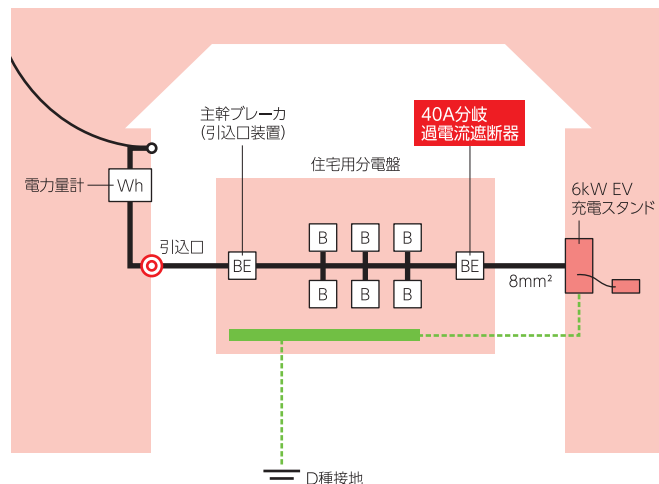 主幹ブレーカ
(引込口装置)
40A分岐
過電流遮断器
住宅用分電盤
電力量計
Wh
6kW EV
充電スタンド
引込口
B
B
B
BE
BE
B
B
B
8mm²
D種接地